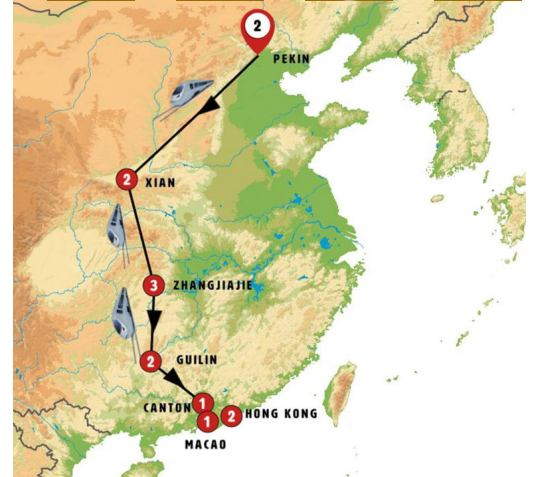 2
PEKIN
2 XIAN
3 ZHANGJIAJIE
2 GUILIN
CANTON 1
1
2 HONG KONG
MACAO